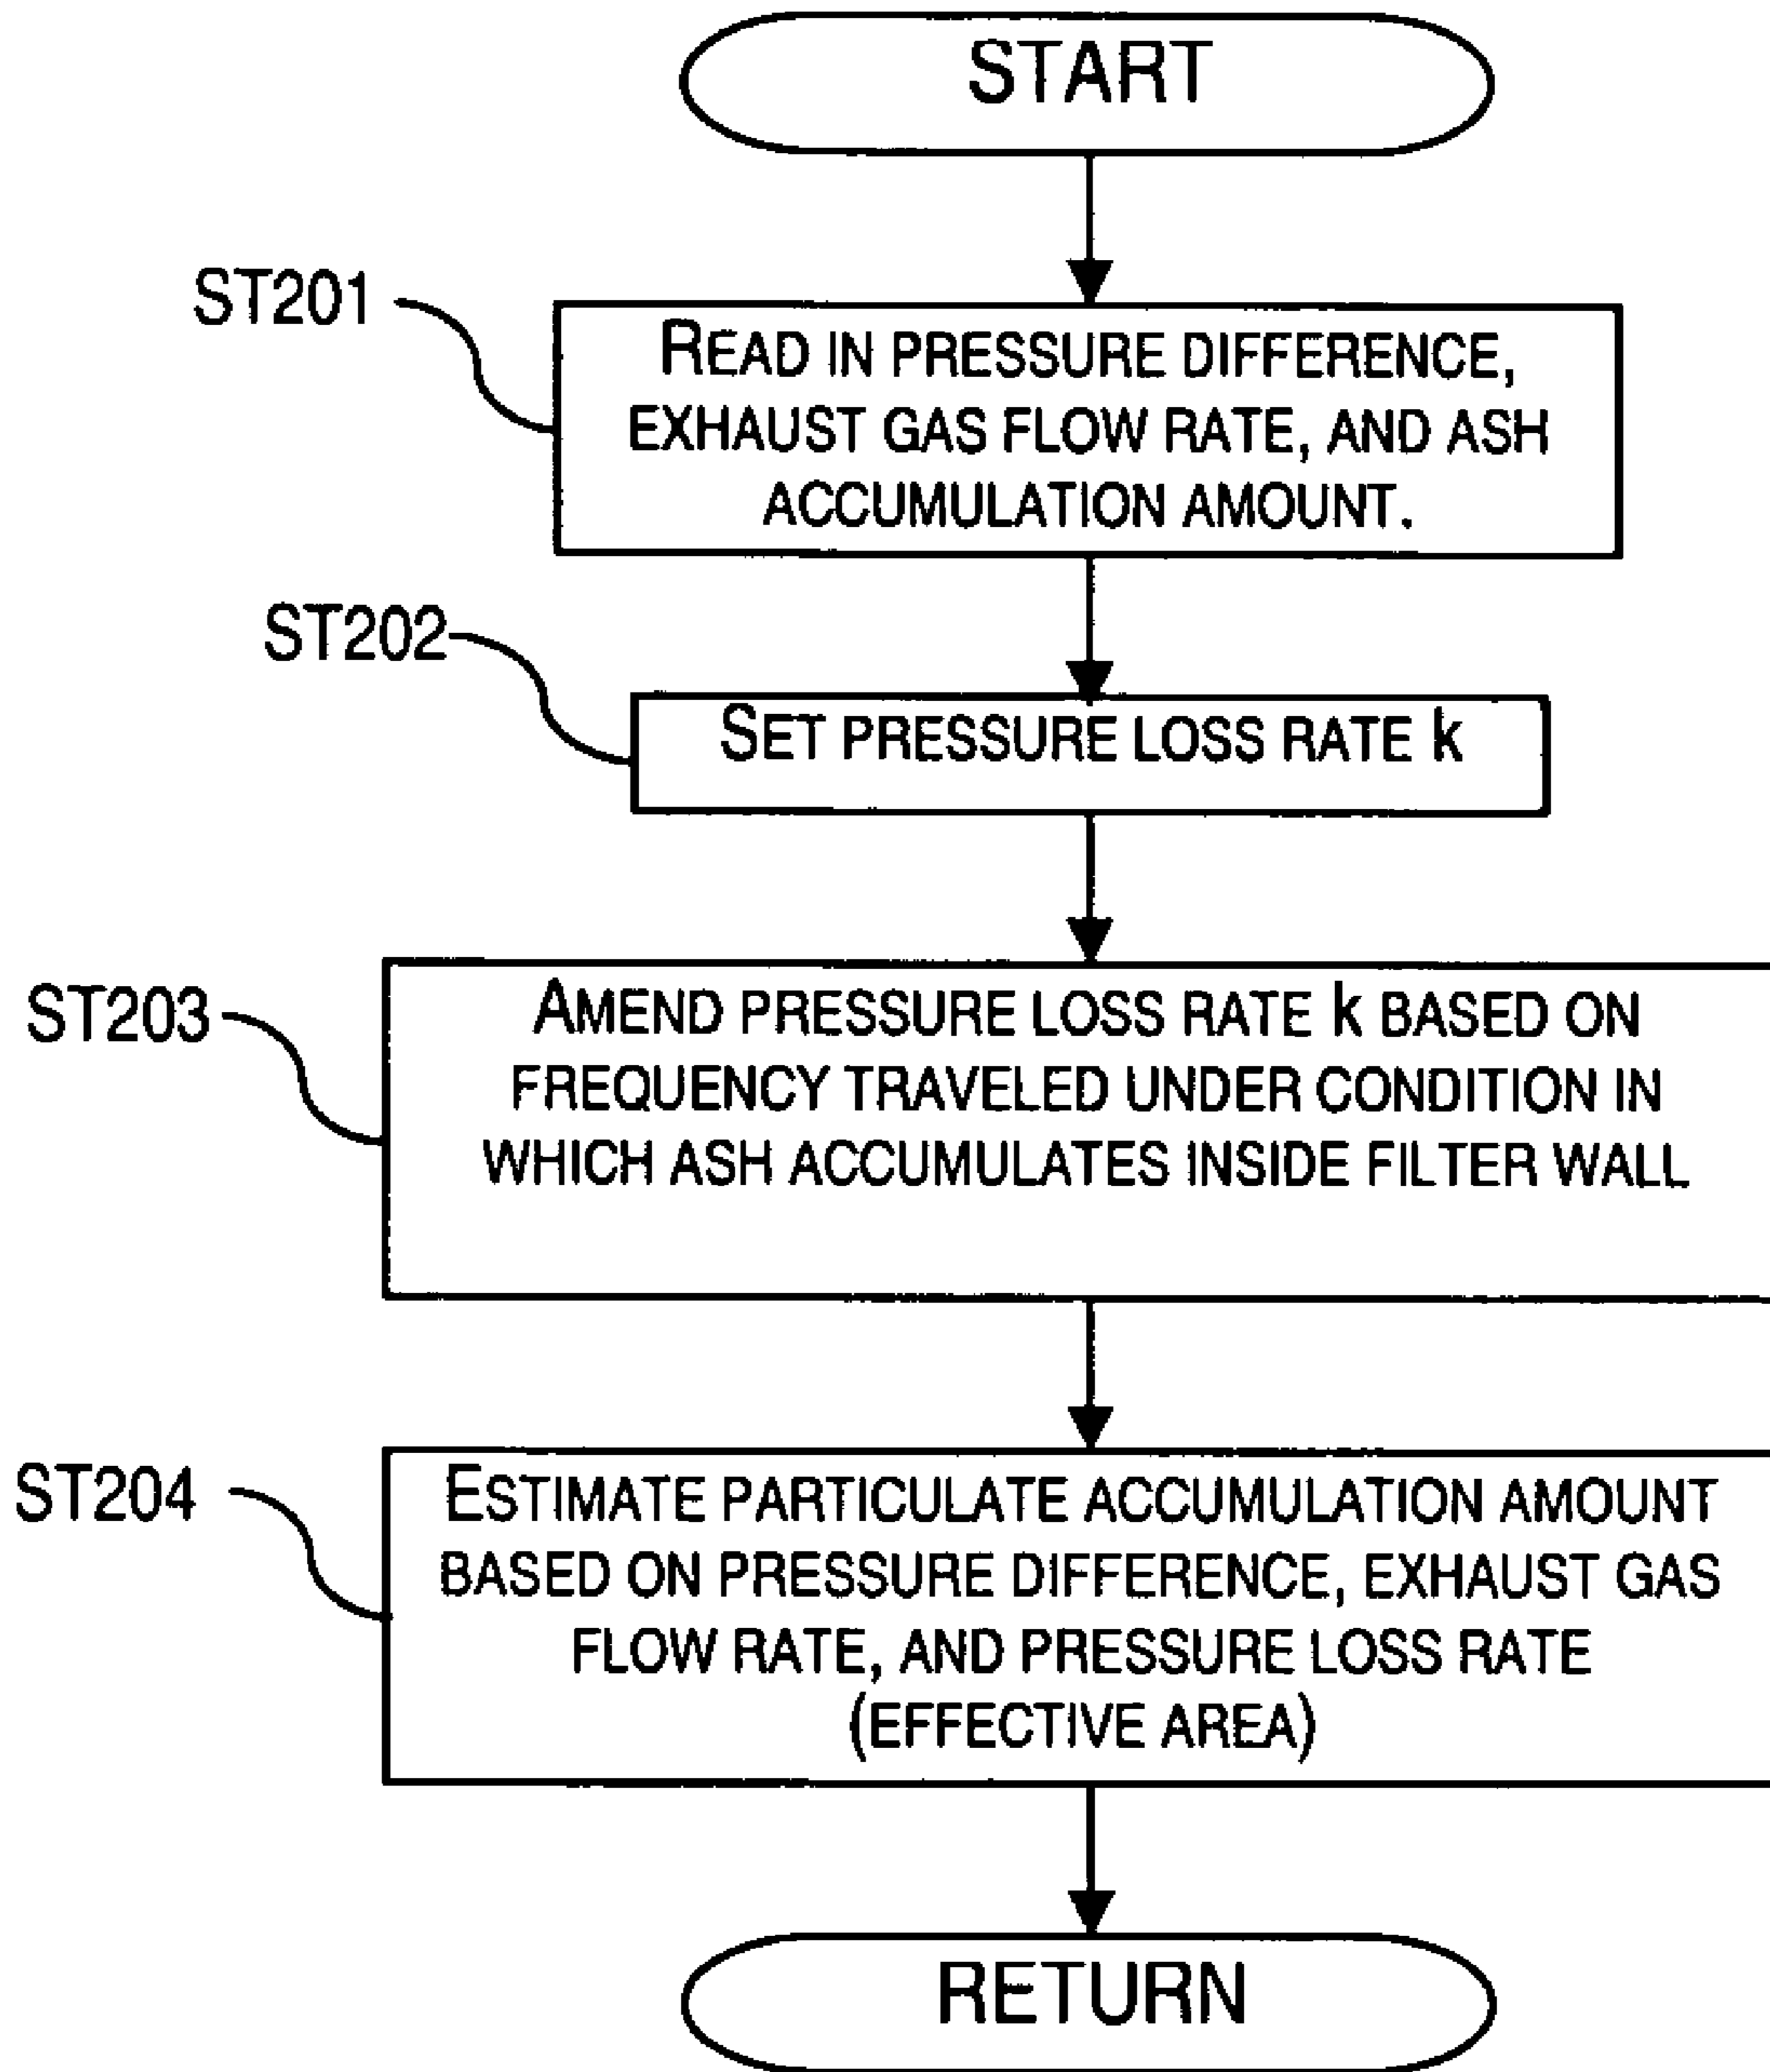 START
ST201
READ IN PRESSURE DIFFERENCE,
EXHAUST GAS FLOW RATE, AND ASH
ACCUMULATION AMOUNT.
ST202
SET PRESSURE LOSS RATE k
ST203
AMEND PRESSURE LOSS RATE k BASED ON
FREQUENCY TRAVELED UNDER CONDITION IN
WHICH ASH ACCUMULATES INSIDE FILTER WALL
ST204
ESTIMATE PARTICULATE ACCUMULATION AMOUNT
BASED ON PRESSURE DIFFERENCE, EXHAUST GAS
FLOW RATE, AND PRESSURE LOSS RATE
(EFFECTIVE AREA)
RETURN